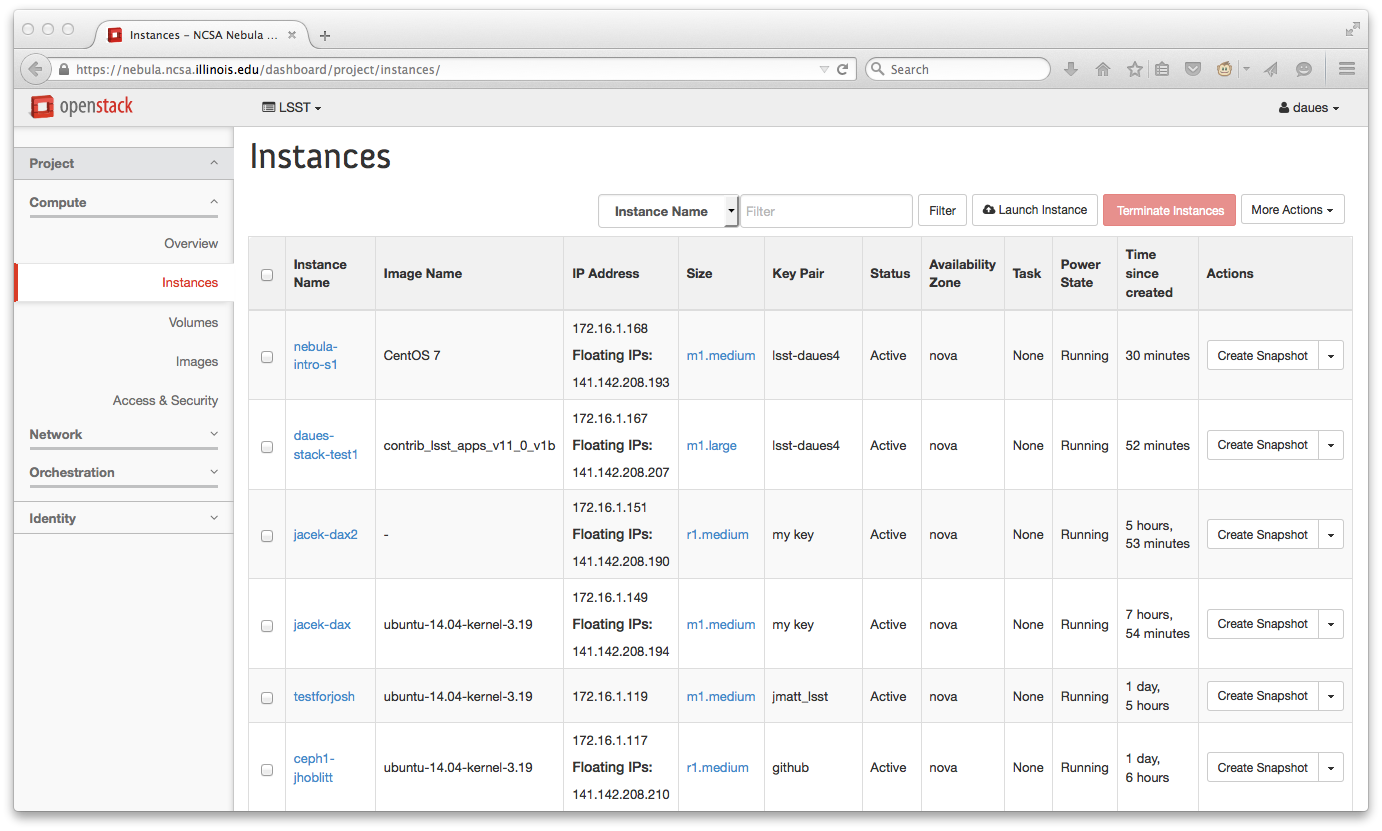 Instances – NCSA Nebula ...
https://nebula.ncsa.illinois.edu/dashboard/project/instances/
Search
openstack
LSST
daues
Project
Compute
Overview
Instances
Volumes
Images
Access & Security
Network
Orchestration
Identity
Instances
Instance Name
Filter
Filter
Launch Instance
Terminate Instances
More Actions
Instance
Name
Image Name
IP Address
Size
Key Pair
Status
Availability
Zone
Task
Power
State
Time
since
created
Actions
nebula-
intro-s1
CentOS 7
172.16.1.168
Floating IPs:
141.142.208.193
m1.medium
lsst-daues4
Active
nova
None
Running
30 minutes
Create Snapshot
daues-
stack-test1
contrib_lsst_apps_v11_0_v1b
172.16.1.167
Floating IPs:
141.142.208.207
m1.large
lsst-daues4
Active
nova
None
Running
52 minutes
Create Snapshot
jacek-dax2
-
172.16.1.151
Floating IPs:
141.142.208.190
r1.medium
my key
Active
nova
None
Running
5 hours,
53 minutes
Create Snapshot
jacek-dax
ubuntu-14.04-kernel-3.19
172.16.1.149
Floating IPs:
141.142.208.194
m1.medium
my key
Active
nova
None
Running
7 hours,
54 minutes
Create Snapshot
testforjosh
ubuntu-14.04-kernel-3.19
172.16.1.119
m1.medium
jmatt_lsst
Active
nova
None
Running
1 day,
5 hours
Create Snapshot
ceph1-
jhoblitt
ubuntu-14.04-kernel-3.19
172.16.1.117
Floating IPs:
141.142.208.210
r1.medium
github
Active
nova
None
Running
1 day,
6 hours
Create Snapshot